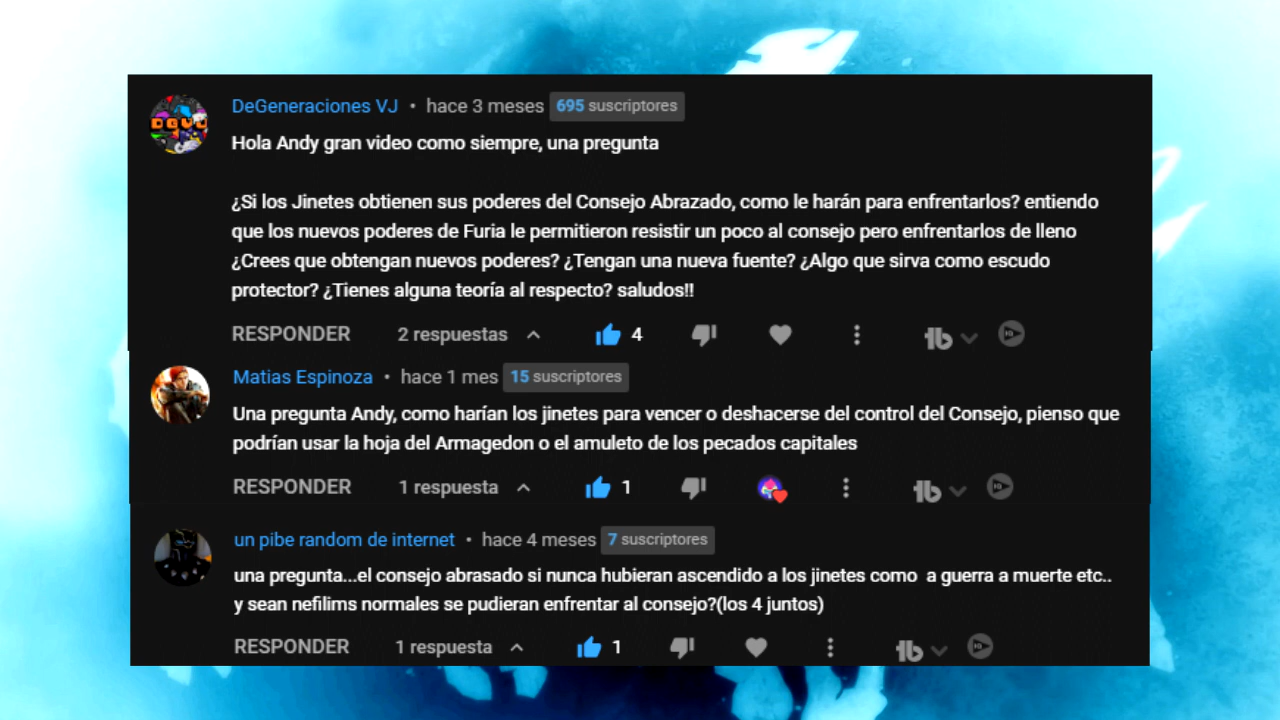 DeGeneraciones VJ • hace 3 meses 695 suscriptores
Hola Andy gran video como siempre, una pregunta
¿Si los Jinetes obtienen sus poderes del Consejo Abrazado, como le harán para enfrentarlos? entiendo
que los nuevos poderes de Furia le permitieron resistir un poco al consejo pero enfrentarlos de lleno
¿Crees que obtengan nuevos poderes? ¿Tengan una nueva fuente? ¿Algo que sirva como escudo
protector? ¿Tienes alguna teoría al respecto? saludos!!
RESPONDER 2 respuestas 4
Matias Espinoza • hace 1 mes 15 suscriptores
Una pregunta Andy, como harían los jinetes para vencer o deshacerse del control del Consejo, pienso que
podrían usar la hoja del Armagedon o el amuleto de los pecados capitales
RESPONDER 1 respuesta 1
un pibe random de internet • hace 4 meses 7 suscriptores
una pregunta...el consejo abrasado si nunca hubieran ascendido a los jinetes como a guerra a muerte etc..
y sean nefilims normales se pudieran enfrentar al consejo?(los 4 juntos)
RESPONDER 1 respuesta 1